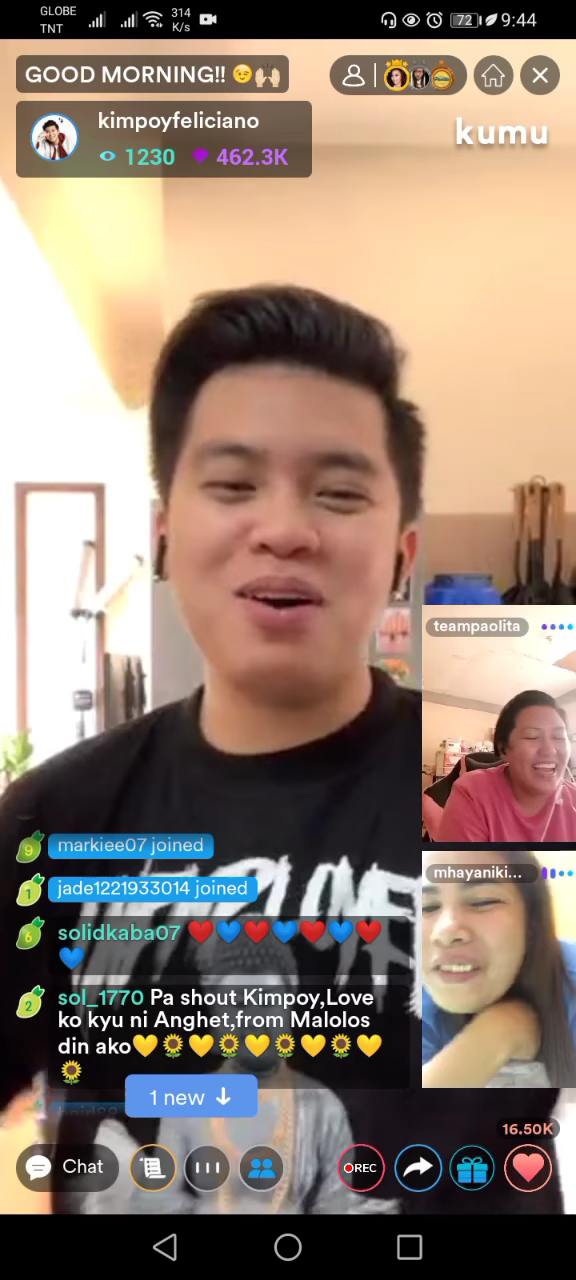 GLOBE
TNT
314
K/s
72
9:44
GOOD MORNING!! 😉🙌🏻
kimpoyfeliciano
1230
462.3K
kumu
teampaolita
mhayaniki...
9
markiee07 joined
1
jade1221933014 joined
6
solidkaba07 ❤️💙❤️💙❤️💙❤️
💙
2
sol_1770 Pa shout Kimpoy,Love
ko kyu ni Anghet,from Malolos
din ako💛🌻💛🌻💛🌻💛🌻💛
🌻
1 new ↓
16.50K
Chat
REC